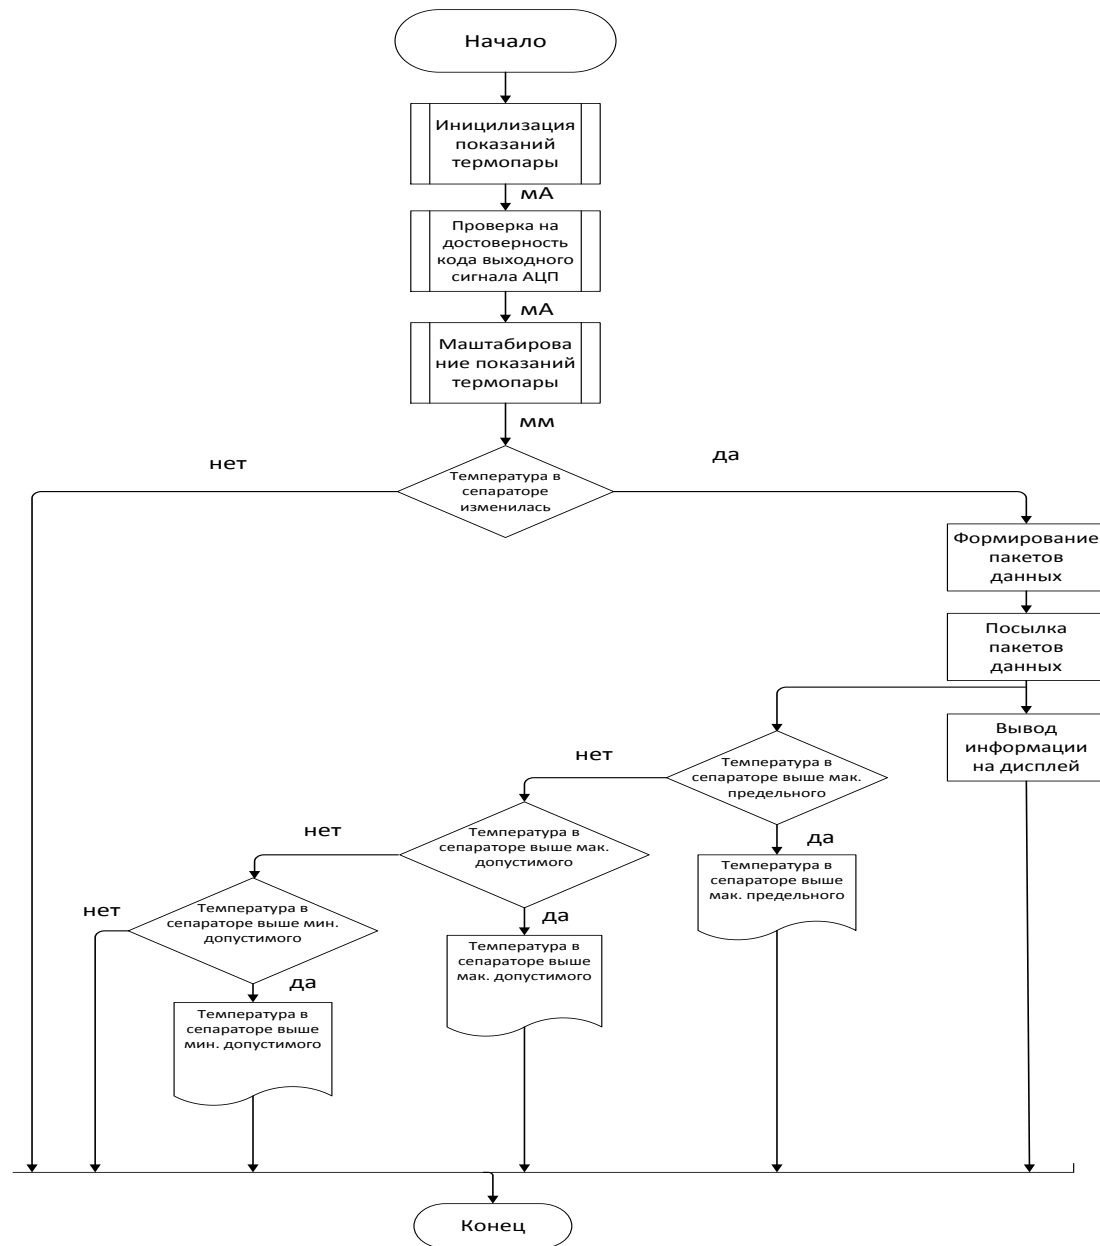 Начало
Иницилизация
показаний
термопары
мА
Проверка на
достоверность
кода выходного
сигнала АЦП
мА
Маштабирова
ние показаний
термопары
мм
нет
да
Температура в
сепараторе
изменилась
Формирование
пакетов
данных
Посылка
пакетов
данных
Вывод
информации
на дисплей
нет
Температура в
сепараторе выше мак.
предельного
нет
Температура в
сепараторе выше мак.
допустимого
да
Температура в
сепараторе выше
мак. предельного
нет
Температура в
сепараторе выше мин.
допустимого
да
Температура в
сепараторе выше
мак. допустимого
да
Температура в
сепараторе выше
мин. допустимого
Конец